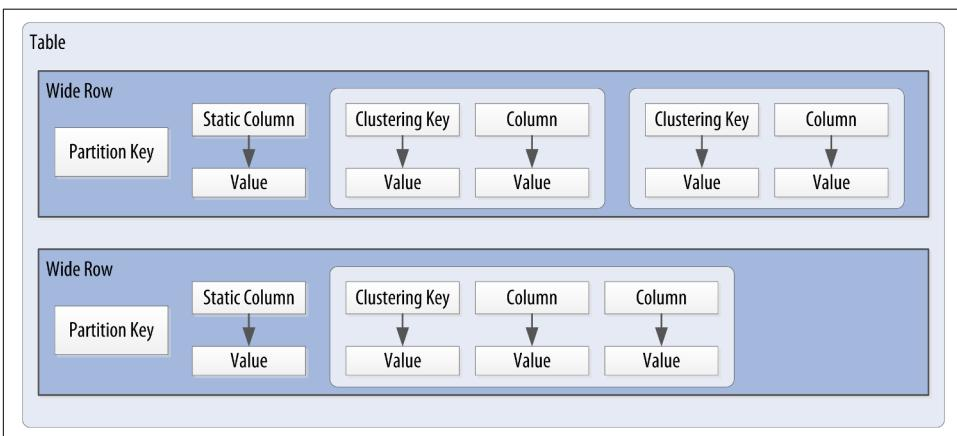 Table
Wide Row
Partition Key
Static Column
Value
Clustering Key
Value
Column
Value
Clustering Key
Value
Column
Value
Wide Row
Partition Key
Static Column
Value
Clustering Key
Value
Column
Value
Column
Value